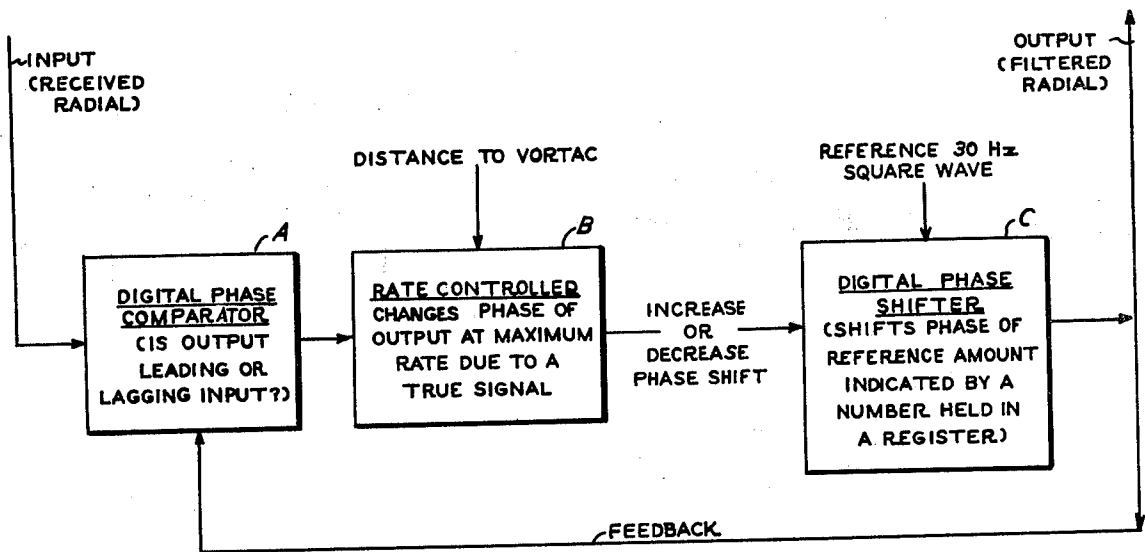 INPUT
(RECEIVED
RADIAL)
OUTPUT
(FILTERED
RADIAL)
DISTANCE TO VORTAC
REFERENCE 30 Hz
SQUARE WAVE
A
DIGITAL PHASE
COMPARATOR
(IS OUTPUT
LEADING OR
LAGGING INPUT?)
B
RATE CONTROLLED
CHANGES PHASE OF
OUTPUT AT MAXIMUM
RATE DUE TO A
TRUE SIGNAL
INCREASE
OR
DECREASE
PHASE SHIFT
C
DIGITAL PHASE
SHIFTER
(SHIFTS PHASE OF
REFERENCE AMOUNT
INDICATED BY A
NUMBER HELD IN
A REGISTER)
FEEDBACK